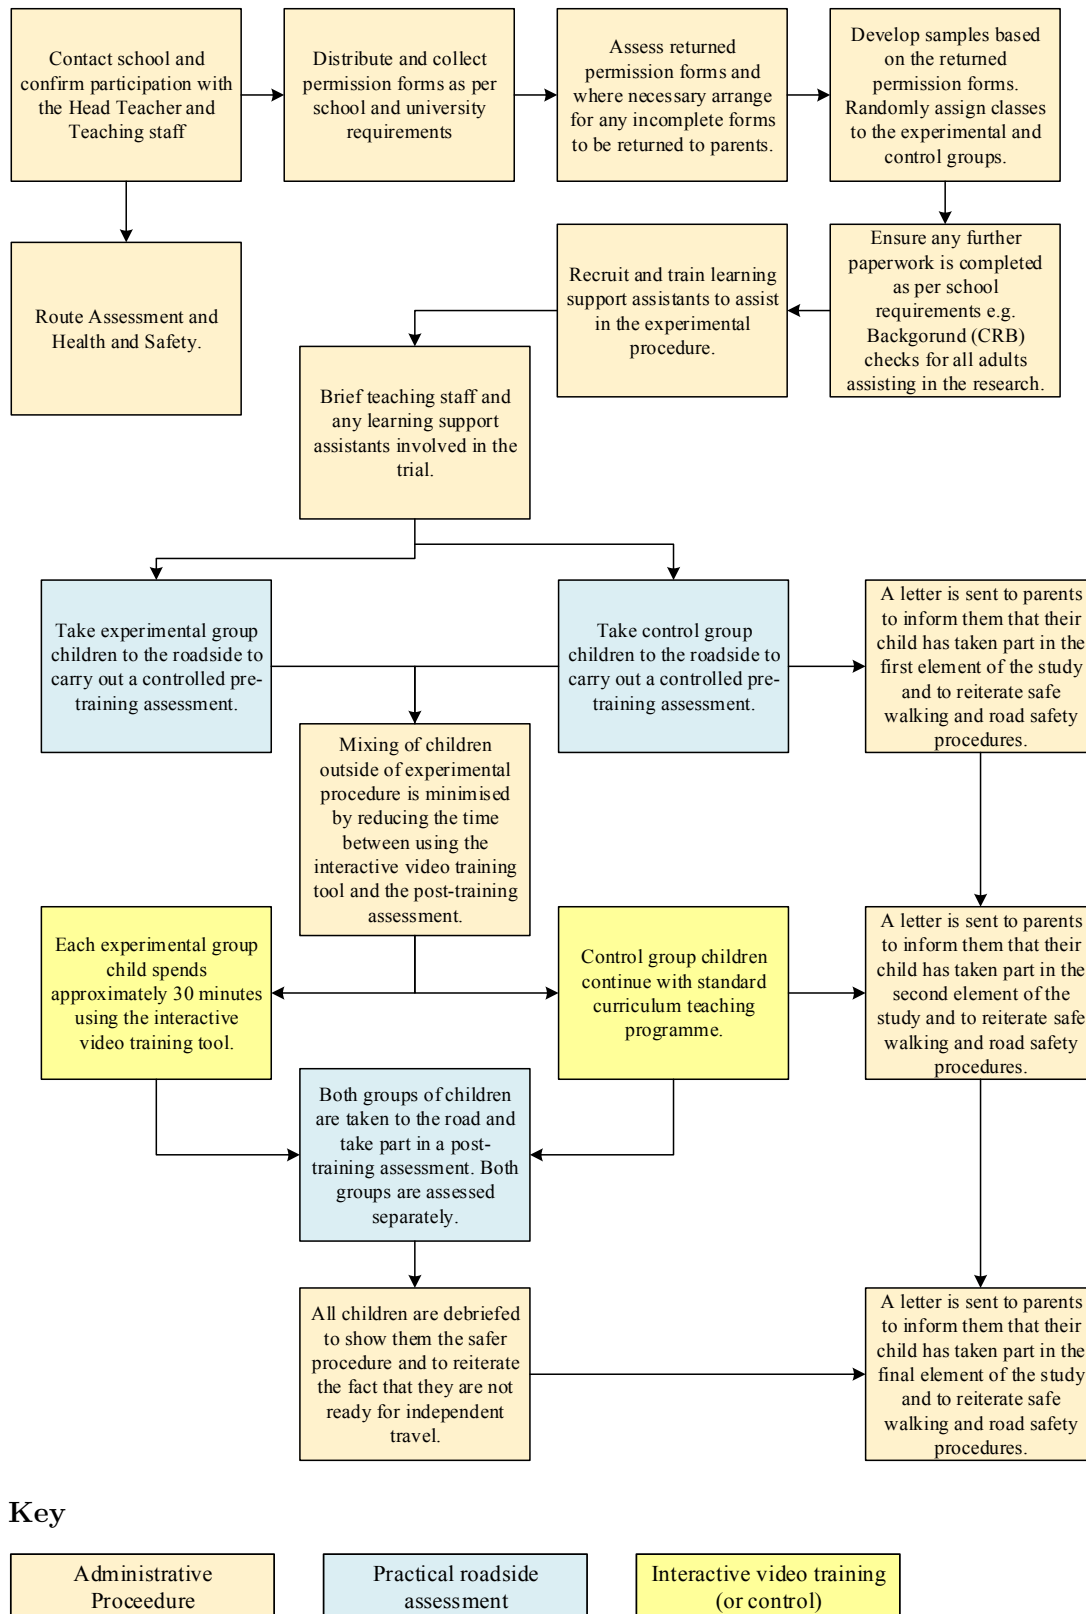 Contact school and
confirm participation with
the Head Teacher and
Teaching staff
Distribute and collect
permission forms as per
school and university
requirements
Assess returned
permission forms and
where necessary arrange
for any incomplete forms
to be returned to parents.
Develop samples based
on the returned
permission forms.
Randomly assign classes
to the experimental and
control groups.
Route Assessment and
Health and Safety.
Recruit and train learning
support assistants to assist
in the experimental
procedure.
Ensure any further
paperwork is completed
as per school
requirements e.g.
Backgorund (CRB)
checks for all adults
assisting in the research.
Brief teaching staff and
any learning support
assistants involved in the
trial.
Take experimental group
children to the roadside to
carry out a controlled pre-
training assessment.
Take control group
children to the roadside to
carry out a controlled pre-
training assessment.
A letter is sent to parents
to inform them that their
child has taken part in the
first element of the study
and to reiterate safe
walking and road safety
procedures.
Mixing of children
outside of experimental
procedure is minimised
by reducing the time
between using the
interactive video training
tool and the post-training
assessment.
Each experimental group
child spends
approximately 30 minutes
using the interactive
video training tool.
Control group children
continue with standard
curriculum teaching
programme.
A letter is sent to parents
to inform them that their
child has taken part in the
second element of the
study and to reiterate safe
walking and road safety
procedures.
Both groups of children
are taken to the road and
take part in a post-
training assessment. Both
groups are assessed
separately.
All children are debriefed
to show them the safer
procedure and to reiterate
the fact that they are not
ready for independent
travel.
A letter is sent to parents
to inform them that their
child has taken part in the
final element of the study
and to reiterate safe
walking and road safety
procedures.
Key
Administrative
Proceedure
Practical roadside
assessment
Interactive video training
(or control)